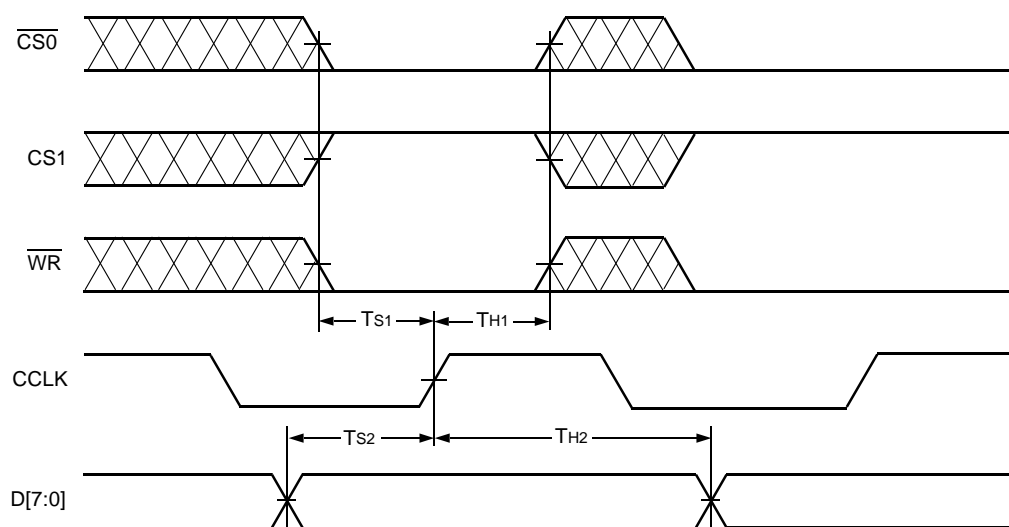 CS0
CS1
WR
TS1
TH1
CCLK
TS2
TH2
D[7:0]